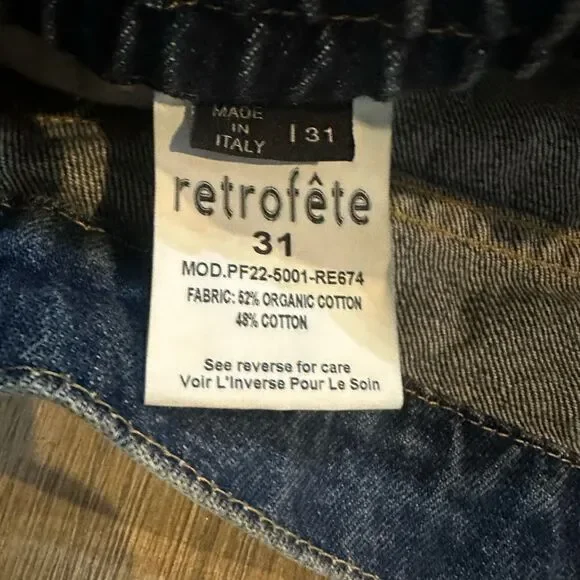 MADE
IN
ITALY
| 31
retrofête
31
MOD.PF22-5001-RE674
FABRIC: 52% ORGANIC COTTON
48% COTTON
See reverse for care
Voir L'Inverse Pour Le Soin